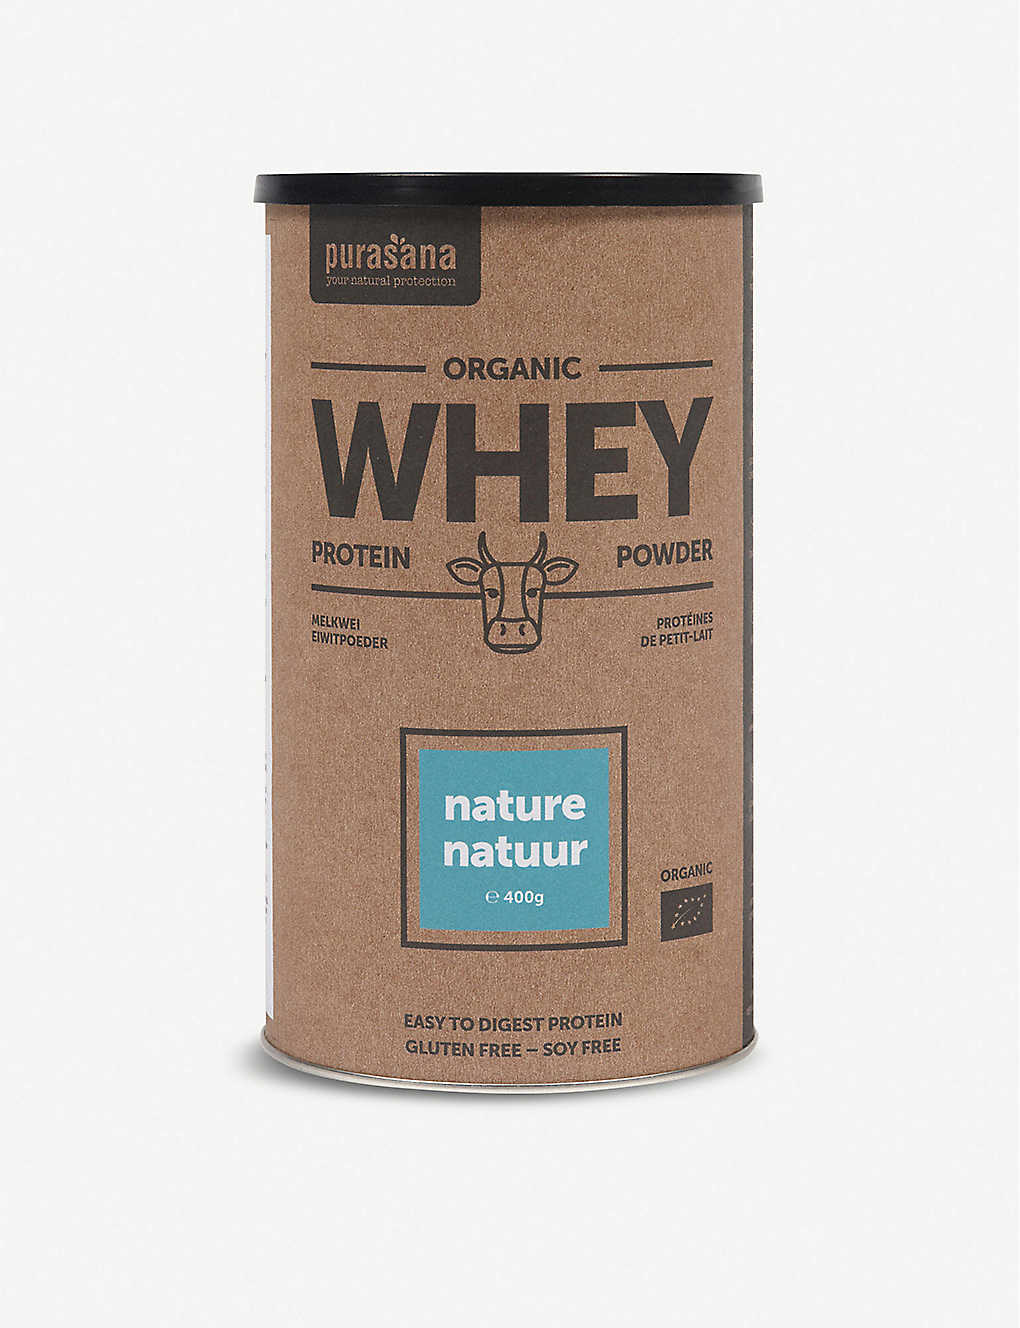 purasana
your natural protection
ORGANIC
WHEY
PROTEIN POWDER
MELKWEI
EIWITPOEDER
PROTÉINES
DE PETIT-LAIT
nature
natuur
℮ 400g
ORGANIC
EASY TO DIGEST PROTEIN
GLUTEN FREE – SOY FREE